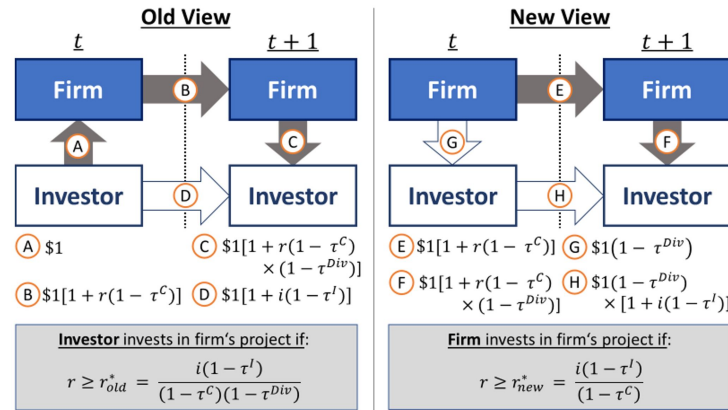 Old View
t
t + 1
Firm
B
Firm
A
C
Investor
D
Investor
A $1
C $1[1 + r(1 − τ^C)
× (1 − τ^{Div})]
B $1[1 + r(1 − τ^C)]
D $1[1 + i(1 − τ^I)]
Investor invests in firm's project if:
r ≥ r^*_{old} = i(1 − τ^I) / (1 − τ^C)(1 − τ^{Div})
New View
t
t + 1
Firm
E
Firm
G
F
Investor
H
Investor
E $1[1 + r(1 − τ^C)]
G $1(1 − τ^{Div})
F $1[1 + r(1 − τ^C)
× (1 − τ^{Div})]
H $1(1 − τ^{Div})
× [1 + i(1 − τ^I)]
Firm invests in firm's project if:
r ≥ r^*_{new} = i(1 − τ^I) / (1 − τ^C)